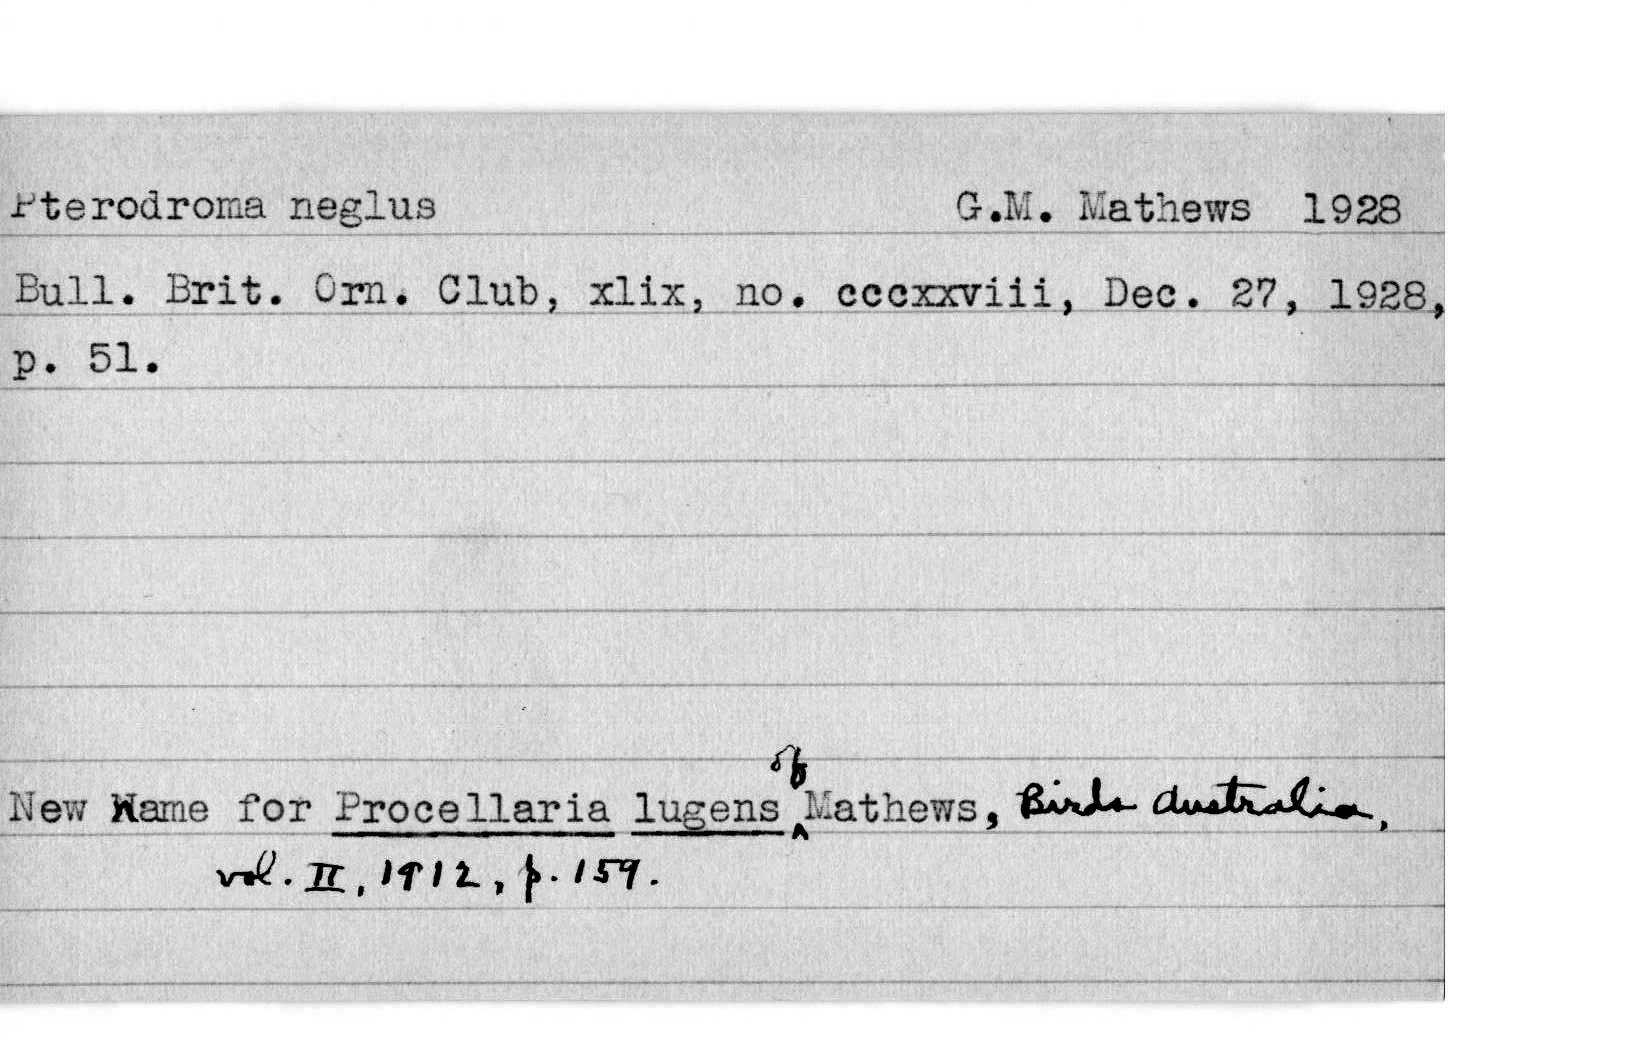 Pterodroma neglus G.M. Mathews 1928
Bull. Brit. Orn. Club, xlix, no. cccxxviii, Dec. 27, 1928,
p. 51.
New name for Procellaria lugens of Mathews, Birds Australia,
vol. II, 1912, p. 159.